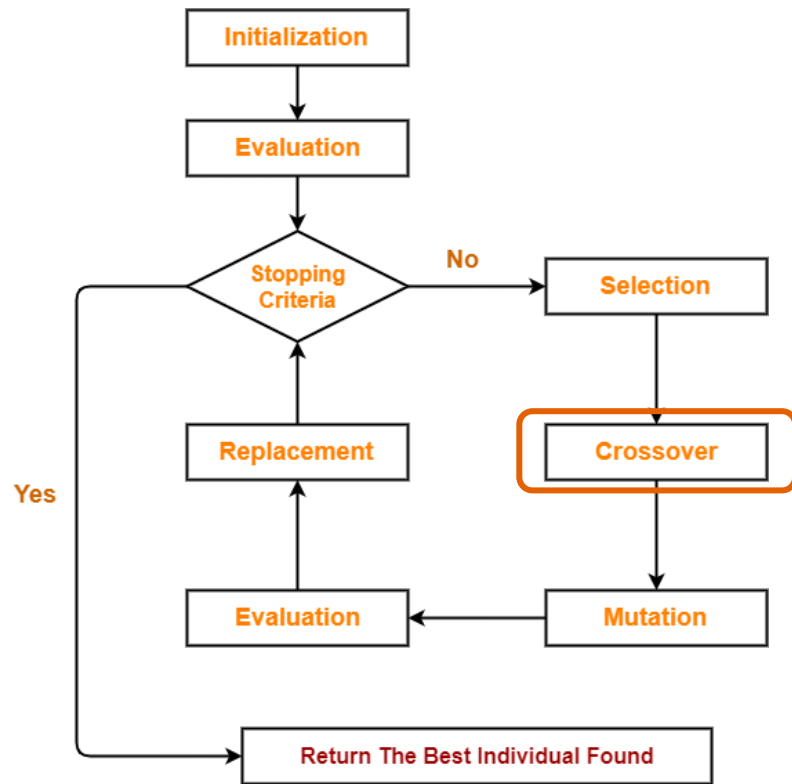 Initialization
Evaluation
Stopping
Criteria
No
Selection
Replacement
Crossover
Yes
Evaluation
Mutation
Return The Best Individual Found